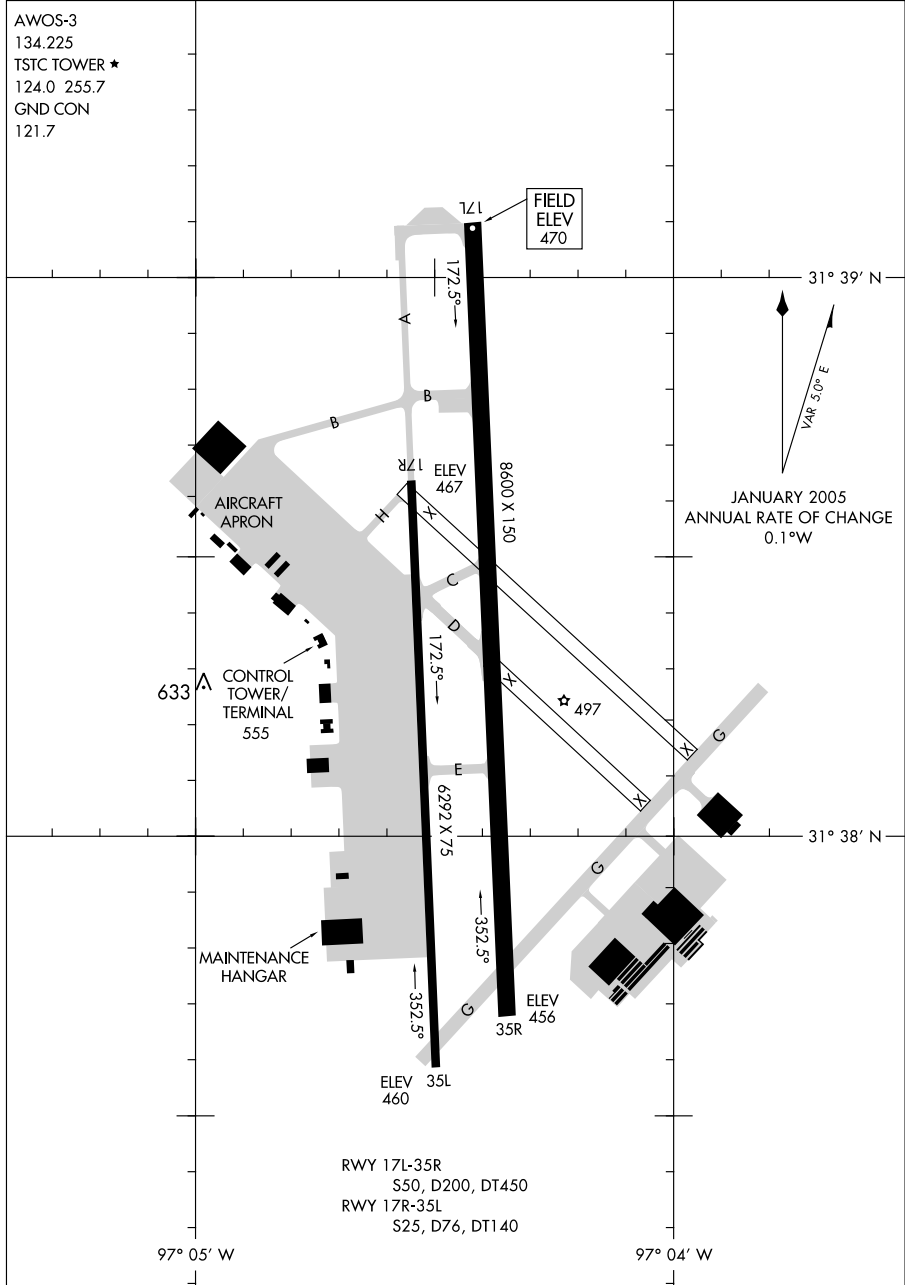 AWOS-3
134.225
TSTC TOWER ★
124.0 255.7
GND CON
121.7
17L
FIELD
ELEV
470
31° 39' N
172.5°
A
VAR 5.0° E
B
B
17R
ELEV
467
8600 X 150
JANUARY 2005
ANNUAL RATE OF CHANGE
0.1°W
AIRCRAFT
APRON
H
X
C
D
172.5°
CONTROL
TOWER/
TERMINAL
555
633
X
497
G
X
E
X
6292 X 75
31° 38' N
G
352.5°
MAINTENANCE
HANGAR
352.5°
G
ELEV
456
35R
ELEV
460
35L
RWY 17L-35R
S50, D200, DT450
RWY 17R-35L
S25, D76, DT140
97° 05' W
97° 04' W